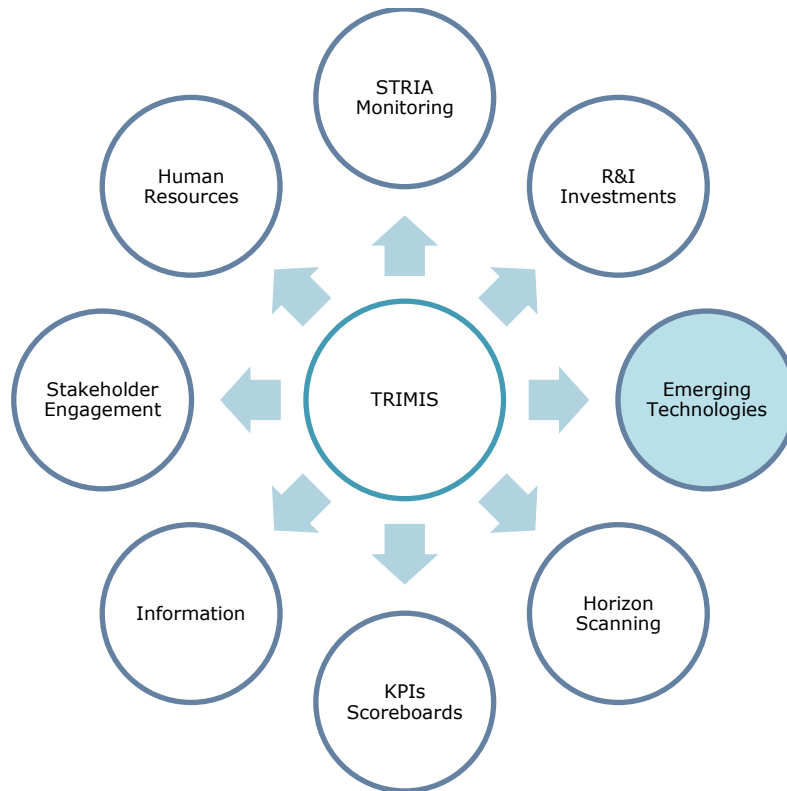 STRIA
Monitoring
Human
Resources
R&I
Investments
Stakeholder
Engagement
TRIMIS
Emerging
Technologies
Information
Horizon
Scanning
KPIs
Scoreboards